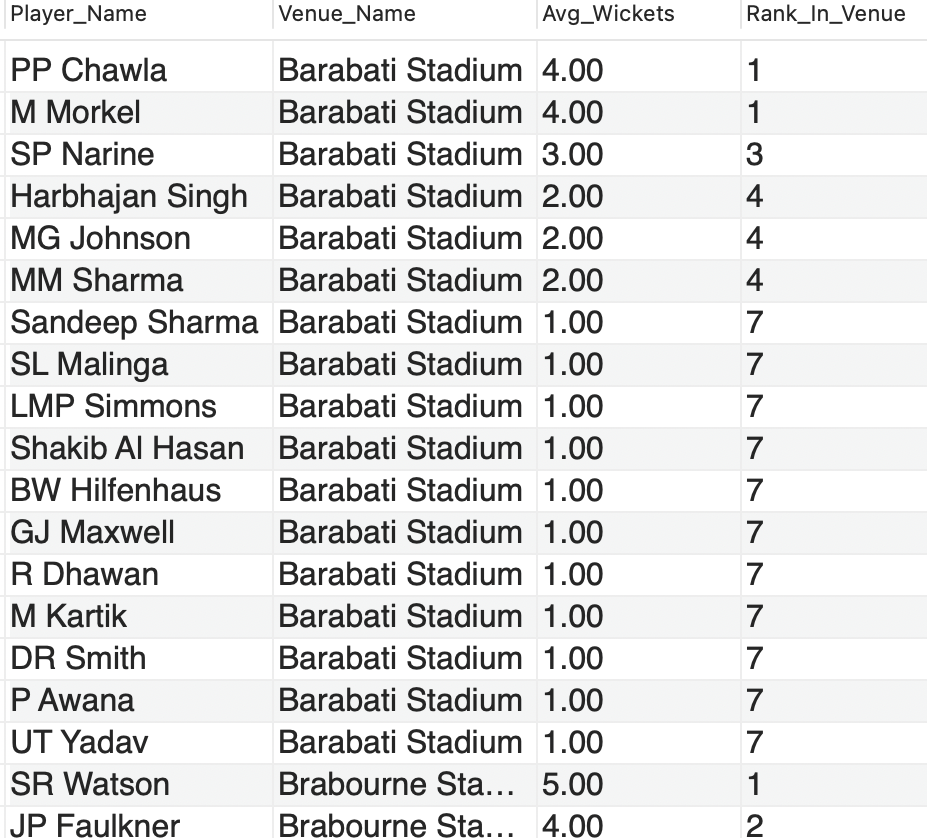 Player_Name Venue_Name Avg_Wickets Rank_In_Venue
PP Chawla Barabati Stadium 4.00 1
M Morkel Barabati Stadium 4.00 1
SP Narine Barabati Stadium 3.00 3
Harbhajan Singh Barabati Stadium 2.00 4
MG Johnson Barabati Stadium 2.00 4
MM Sharma Barabati Stadium 2.00 4
Sandeep Sharma Barabati Stadium 1.00 7
SL Malinga Barabati Stadium 1.00 7
LMP Simmons Barabati Stadium 1.00 7
Shakib Al Hasan Barabati Stadium 1.00 7
BW Hilfenhaus Barabati Stadium 1.00 7
GJ Maxwell Barabati Stadium 1.00 7
R Dhawan Barabati Stadium 1.00 7
M Kartik Barabati Stadium 1.00 7
DR Smith Barabati Stadium 1.00 7
P Awana Barabati Stadium 1.00 7
UT Yadav Barabati Stadium 1.00 7
SR Watson Brabourne Sta... 5.00 1
JP Faulkner Brabourne Sta... 4.00 2